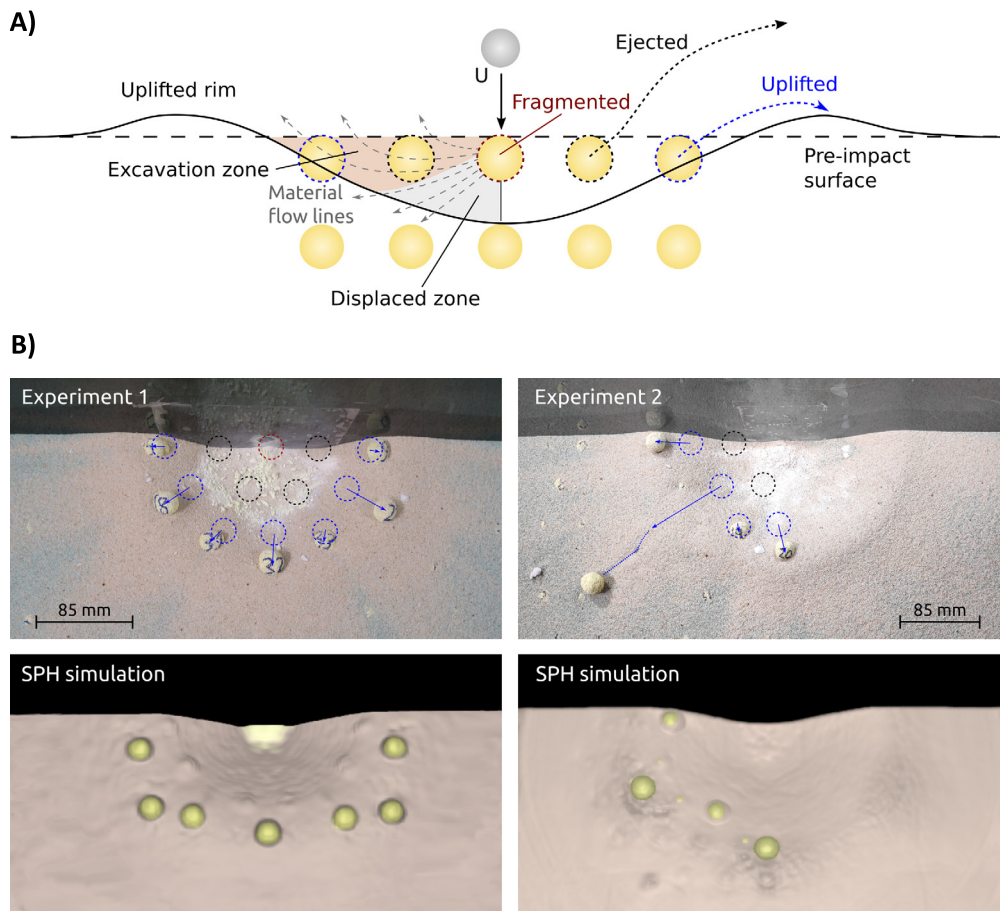 A)
Ejected
U
Uplifted rim
Uplifted
Fragmented
Excavation zone
Pre-impact
surface
Material
flow lines
Displaced zone
B)
Experiment 1
85 mm
Experiment 2
85 mm
SPH simulation
SPH simulation